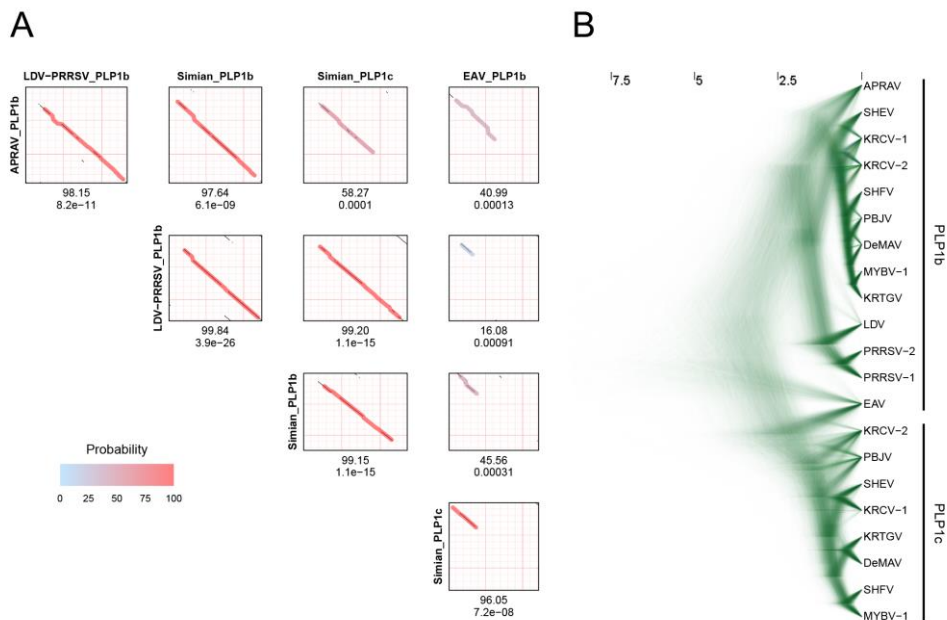 A
B
LDV−PRRSV_PLP1b
Simian_PLP1b
Simian_PLP1c
EAV_PLP1b
APRAV_PLP1b
98.15
8.2e−11
97.64
6.1e−09
58.27
0.0001
40.99
0.00013
LDV−PRRSV_PLP1b
99.84
3.9e−26
99.20
1.1e−15
16.08
0.00091
Simian_PLP1b
99.15
1.1e−15
45.56
0.00031
Simian_PLP1c
96.05
7.2e−08
Probability
0 25 50 75 100
7.5 5 2.5
APRAV
SHEV
KRCV−1
KRCV−2
SHFV
PBJV
DeMAV
MYBV−1
KRTGV
LDV
PRRSV−2
PRRSV−1
EAV
PLP1b
KRCV−2
PBJV
SHEV
KRCV−1
KRTGV
DeMAV
SHFV
MYBV−1
PLP1c